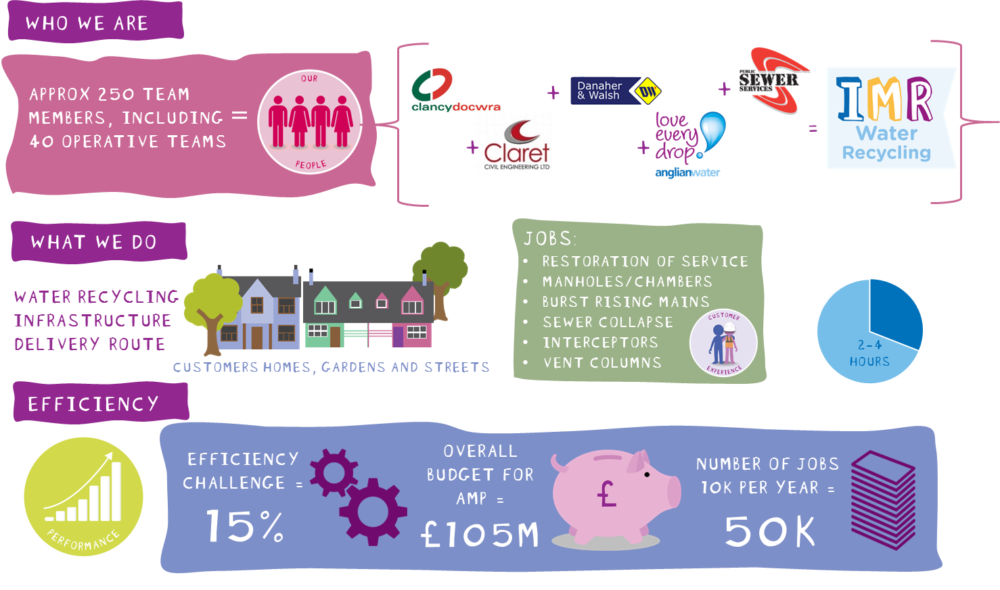 WHO WE ARE
APPROX 250 TEAM
MEMBERS, INCLUDING =
40 OPERATIVE TEAMS
OUR
PEOPLE
clancydocwra
+
Claret
CIVIL ENGINEERING LTD
+
Danaher
& Walsh
DW
+
love
every
drop
anglianwater
+
PUBLIC
SEWER
SERVICES
=
IMR
Water
Recycling
WHAT WE DO
WATER RECYCLING
INFRASTRUCTURE
DELIVERY ROUTE
CUSTOMERS HOMES, GARDENS AND STREETS
JOBS:
• RESTORATION OF SERVICE
• MANHOLES/CHAMBERS
• BURST RISING MAINS
• SEWER COLLAPSE
• INTERCEPTORS
• VENT COLUMNS
CUSTOMER
EXPERIENCE
2-4
HOURS
EFFICIENCY
PERFORMANCE
EFFICIENCY
CHALLENGE =
15%
OVERALL
BUDGET FOR
AMP =
£105M
£
NUMBER OF JOBS
10K PER YEAR =
50K